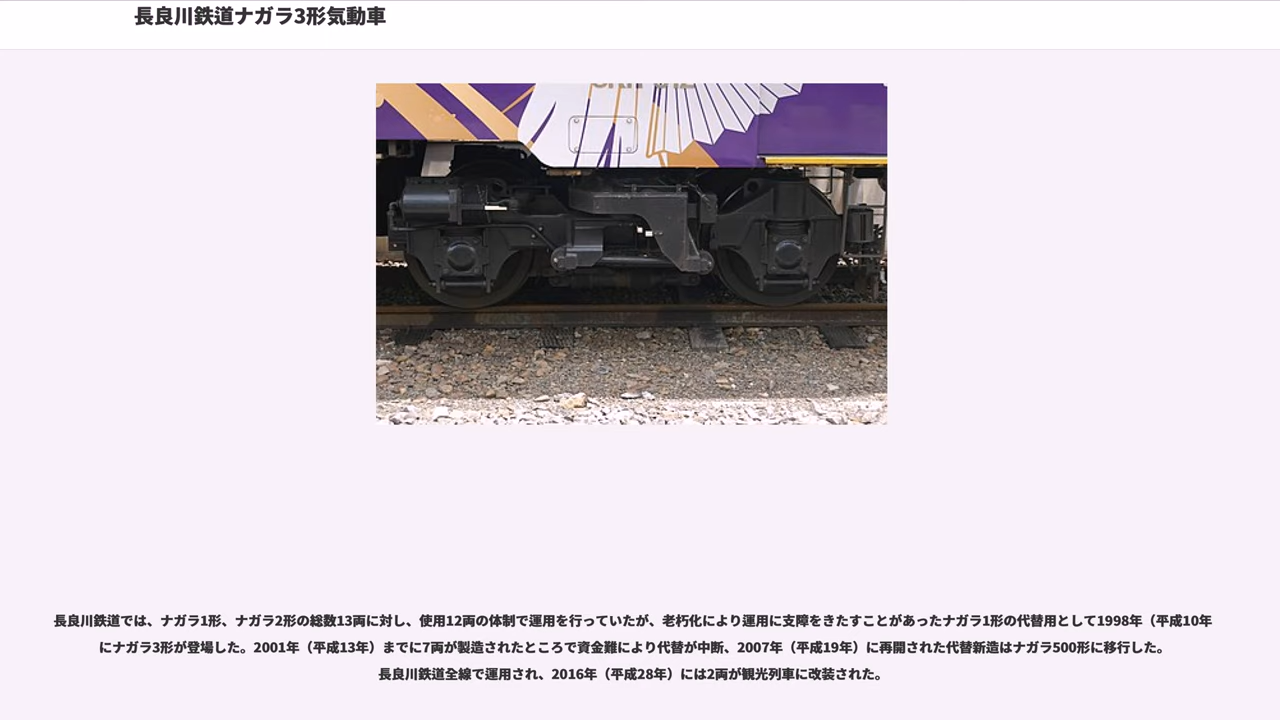 長良川鉄道ナガラ3形気動車
長良川鉄道では、ナガラ1形、ナガラ2形の総数13両に対し、使用12両の体制で運用を行っていたが、老朽化により運用に支障をきたすことがあったナガラ1形の代替用として1998年（平成10年
にナガラ3形が登場した。2001年（平成13年）までに7両が製造されたところで資金難により代替が中断、2007年（平成19年）に再開された代替新造はナガラ500形に移行した。
長良川鉄道全線で運用され、2016年（平成28年）には2両が観光列車に改装された。